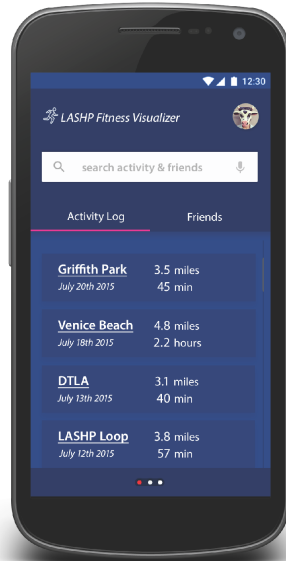 12:30
LASHP Fitness Visualizer
search activity & friends
Activity Log Friends
Griffith Park 3.5 miles
July 20th 2015 45 min
Venice Beach 4.8 miles
July 18th 2015 2.2 hours
DTLA 3.1 miles
July 13th 2015 40 min
LASHP Loop 3.8 miles
July 12th 2015 57 min